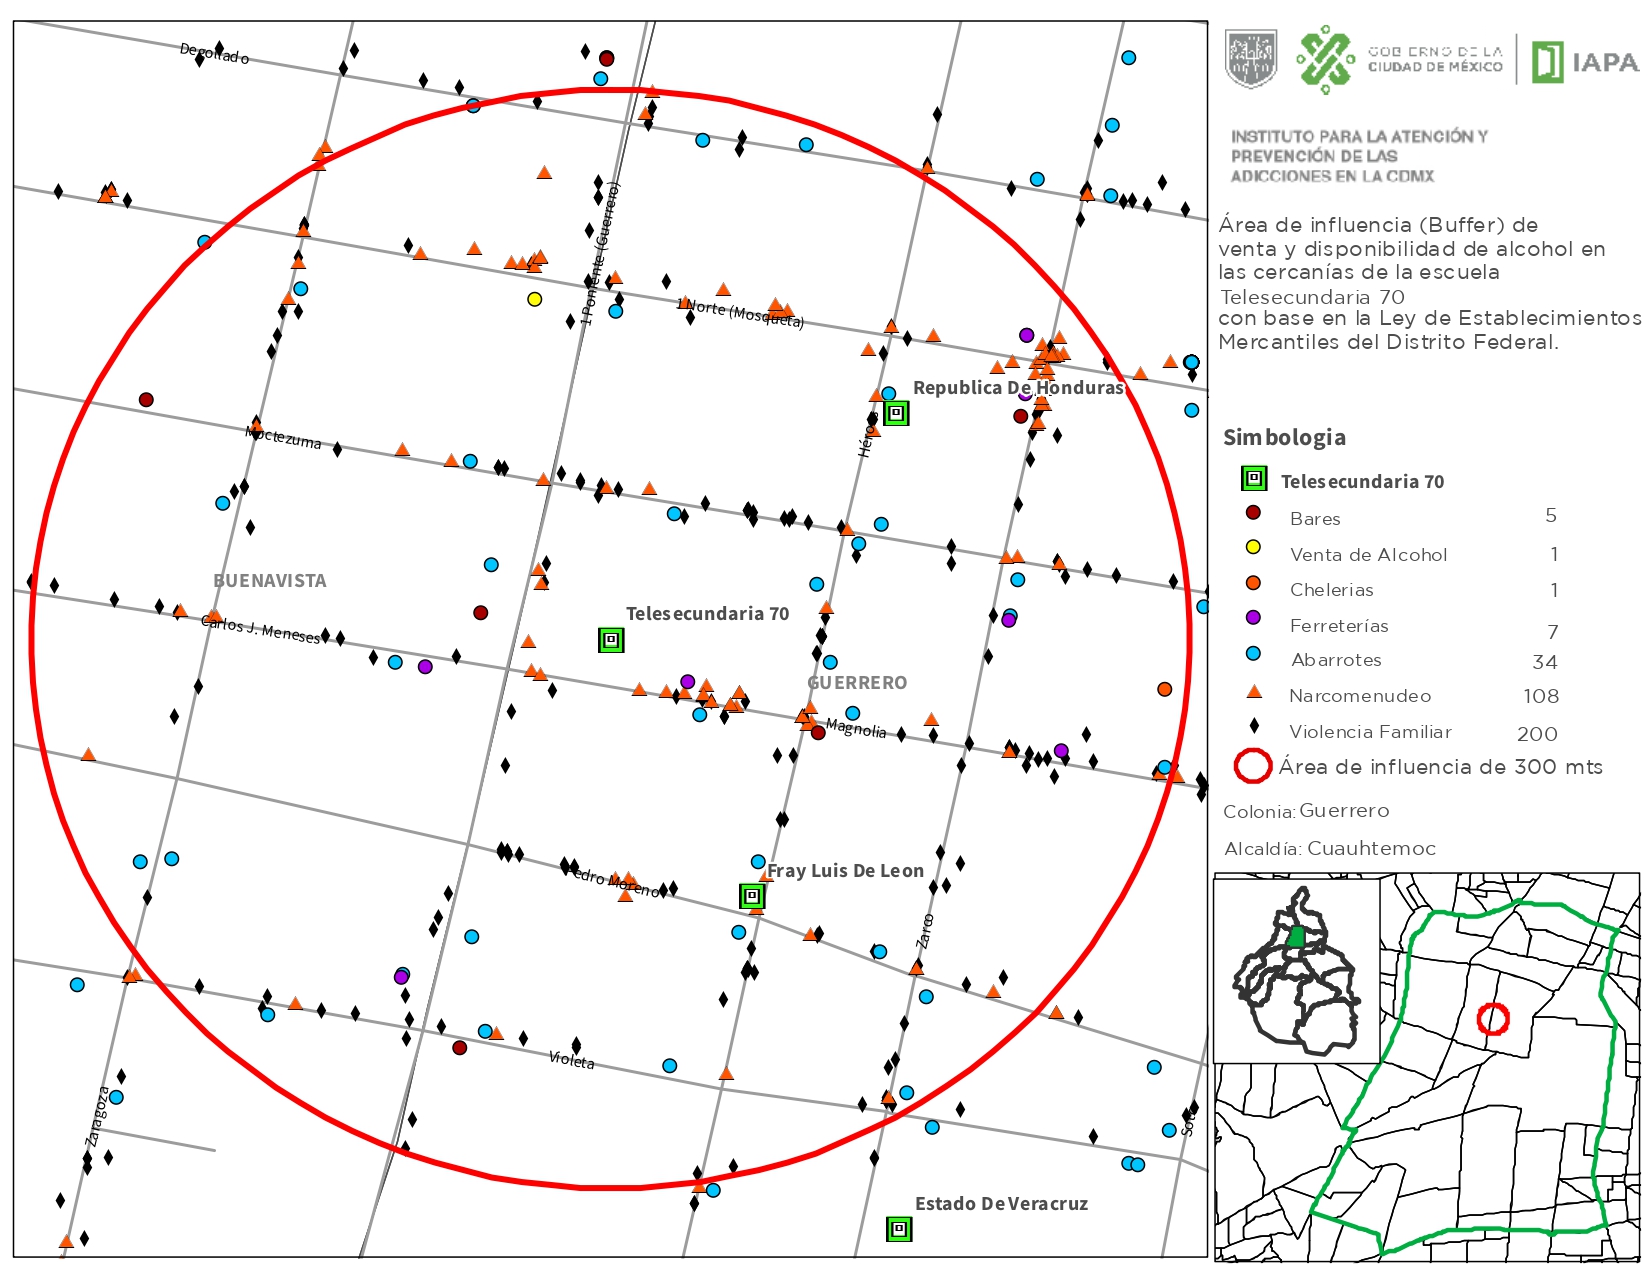 Degollado
1 Poniente (Guerrero)
1 Norte (Mosqueta)
Republica De Honduras
Moctezuma
BUENAVISTA
Telesecundaria 70
Carlos J. Meneses
GUERRERO
Magnolia
Fray Luis De Leon
Pedro Moreno
Zarco
Violeta
Zaragoza
Estado De Veracruz
GOBIERNO DE LA
CIUDAD DE MÉXICO
IAPA
INSTITUTO PARA LA ATENCIÓN Y
PREVENCIÓN DE LAS
ADICCIONES EN LA CDMX
Área de influencia (Buffer) de
venta y disponibilidad de alcohol en
las cercanías de la escuela
Telesecundaria 70
con base en la Ley de Establecimientos
Mercantiles del Distrito Federal.
Simbologia
Telesecundaria 70
Bares 5
Venta de Alcohol 1
Chelerias 1
Ferreterías 7
Abarrotes 34
Narcomenudeo 108
Violencia Familiar 200
Área de influencia de 300 mts
Colonia: Guerrero
Alcaldía: Cuauhtemoc